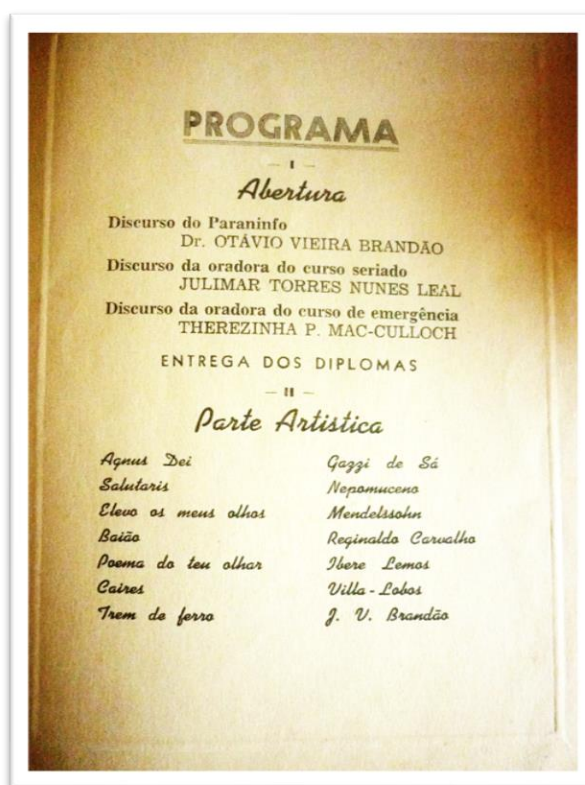 PROGRAMA
— I —
Abertura
Discurso do Paraninfo
Dr. OTÁVIO VIEIRA BRANDÃO
Discurso da oradora do curso seriado
JULIMAR TORRES NUNES LEAL
Discurso da oradora do curso de emergência
THEREZINHA P. MAC-CULLOCH
ENTREGA DOS DIPLOMAS
— II —
Parte Artistica
Agnus Dei Gazzi de Sá
Salutaris Nepomuceno
Elevo os meus olhos Mendelssohn
Baião Reginaldo Carvalho
Poema do teu olhar Ibere Lemos
Caires Villa-Lobos
Trem de ferro J. V. Brandão